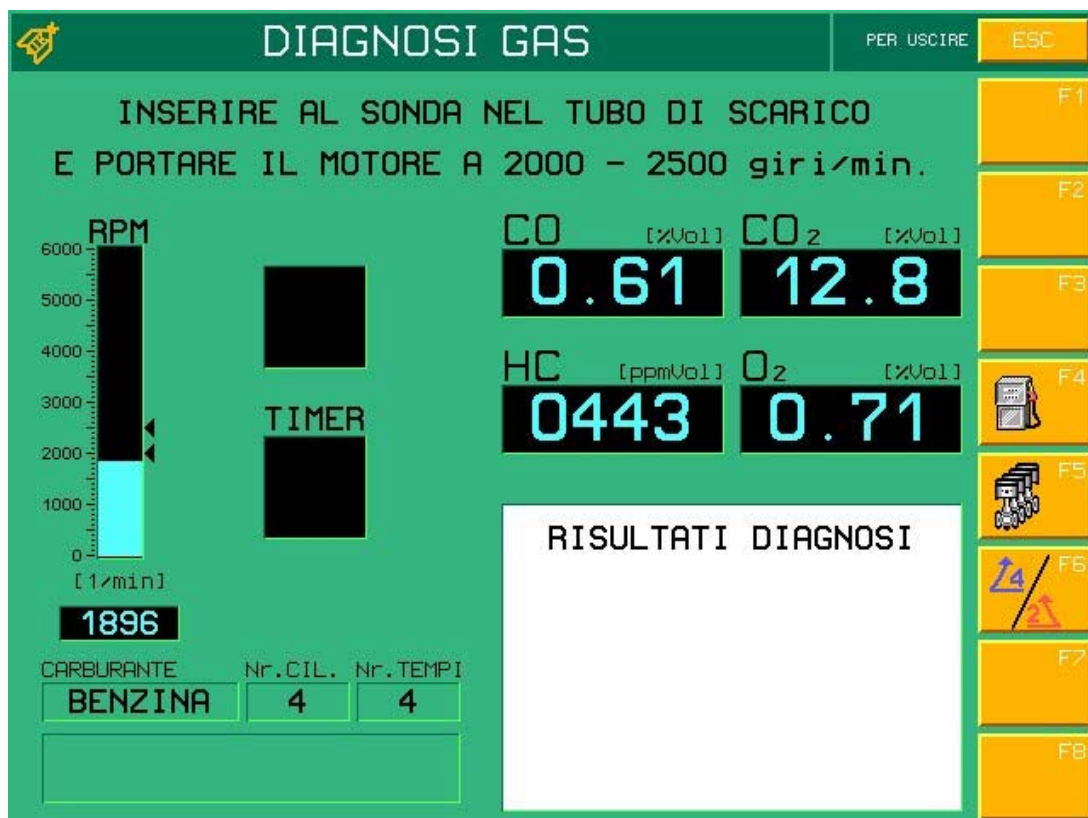 DIAGNOSI GAS
PER USCIRE
ESC
INSERIRE AL SONDA NEL TUBO DI SCARICO
E PORTARE IL MOTORE A 2000 - 2500 giri/min.
F1
F2
F3
F4
F5
F6
F7
F8
RPM
6000
5000
4000
3000
2000
1000
0
[1/min]
1896
TIMER
CO [%Vol]
0.61
CO₂ [%Vol]
12.8
HC [ppmVol]
0443
O₂ [%Vol]
0.71
RISULTATI DIAGNOSI
CARBURANTE Nr.CIL. Nr.TEMPI
BENZINA 4 4
4/2